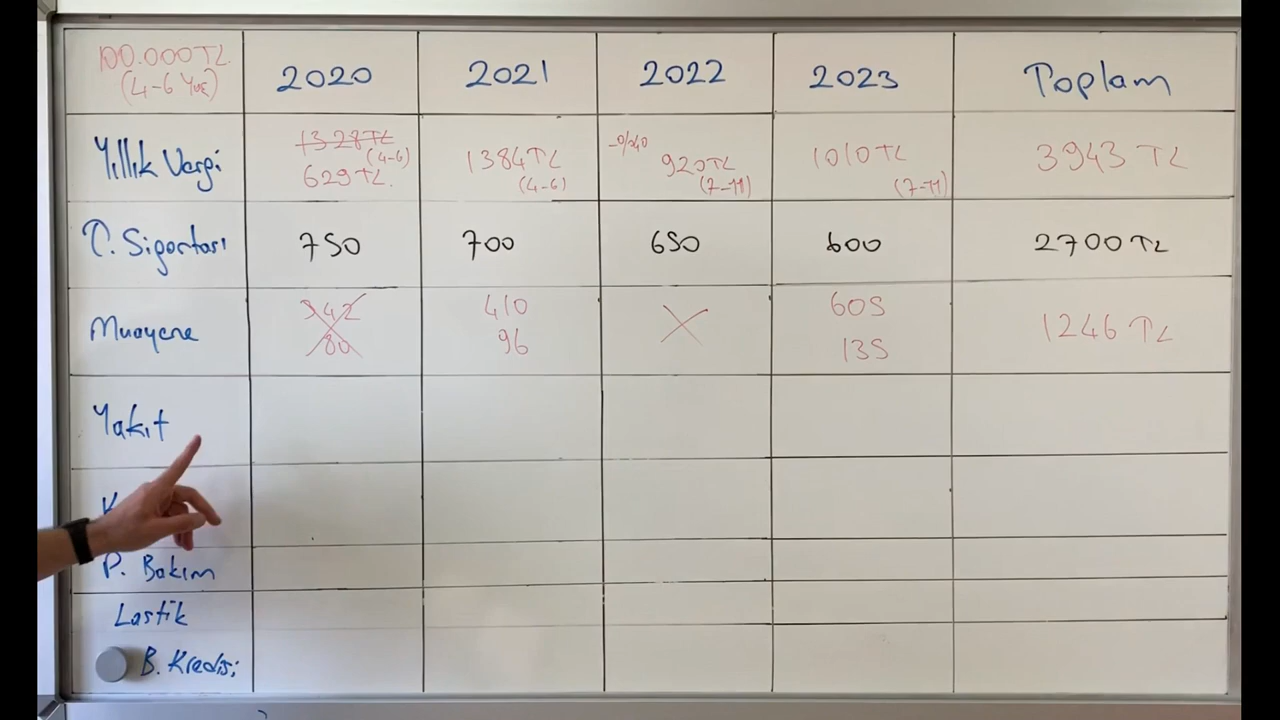 100.000TL
(4-6 Yaş)
2020
2021
2022
2023
Toplam
Yıllık Vergi
1328TL
(4-6)
629TL.
1384TL
(4-6)
-%40
920TL
(7-11)
1010TL
(7-11)
3943 TL
T. Sigortası
750
700
650
600
2700 TL
Muayene
342
80
410
96
605
135
1246 TL
Yakıt
K
P. Bakım
Lastik
B. Kredisi